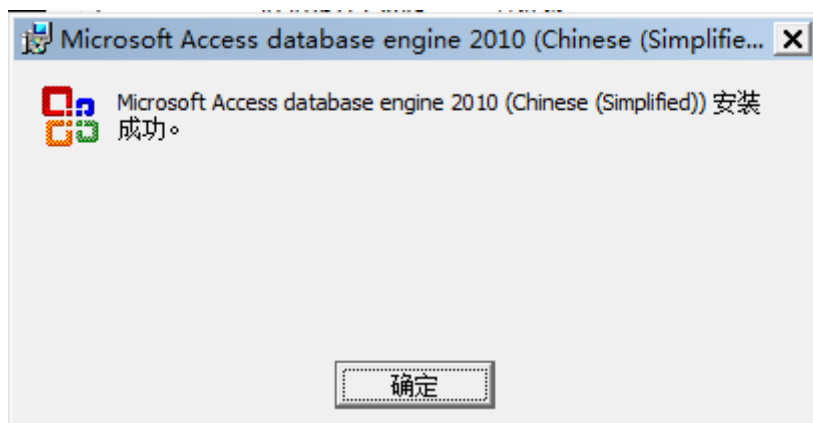 Microsoft Access database engine 2010 (Chinese (Simplifie...
Microsoft Access database engine 2010 (Chinese (Simplified)) 安装
成功。
确定